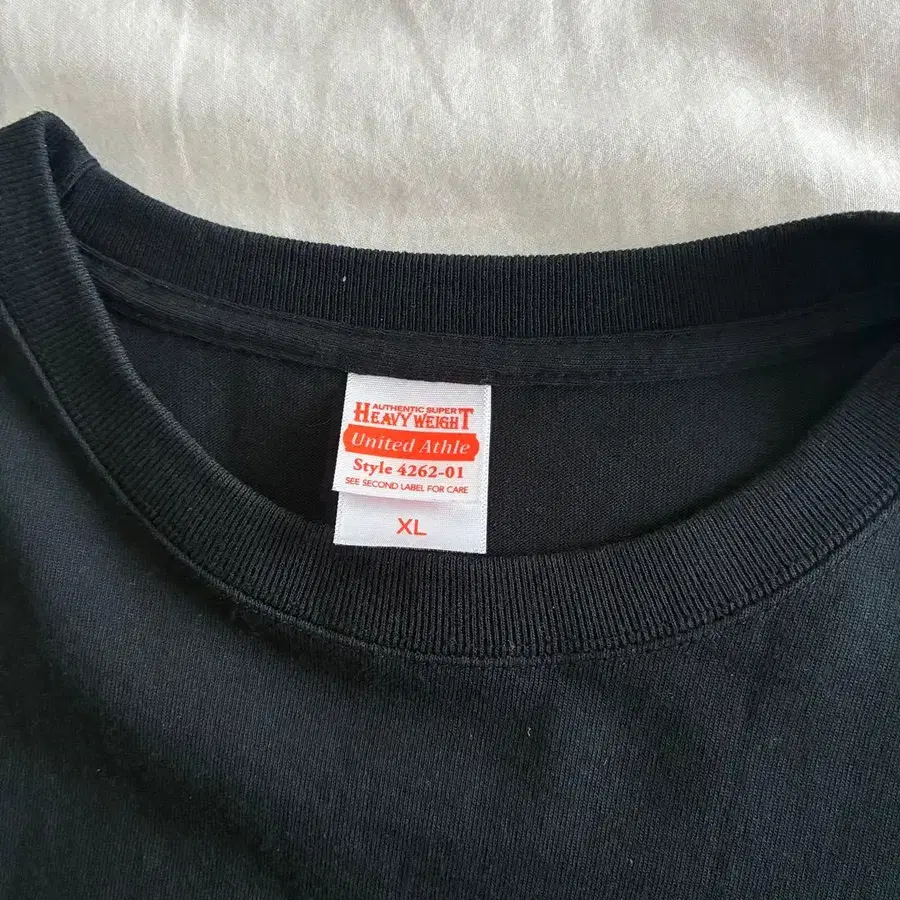 AUTHENTIC SUPER
HEAVY WEIGHT
United Athle
Style 4262-01
SEE SECOND LABEL FOR CARE
XL